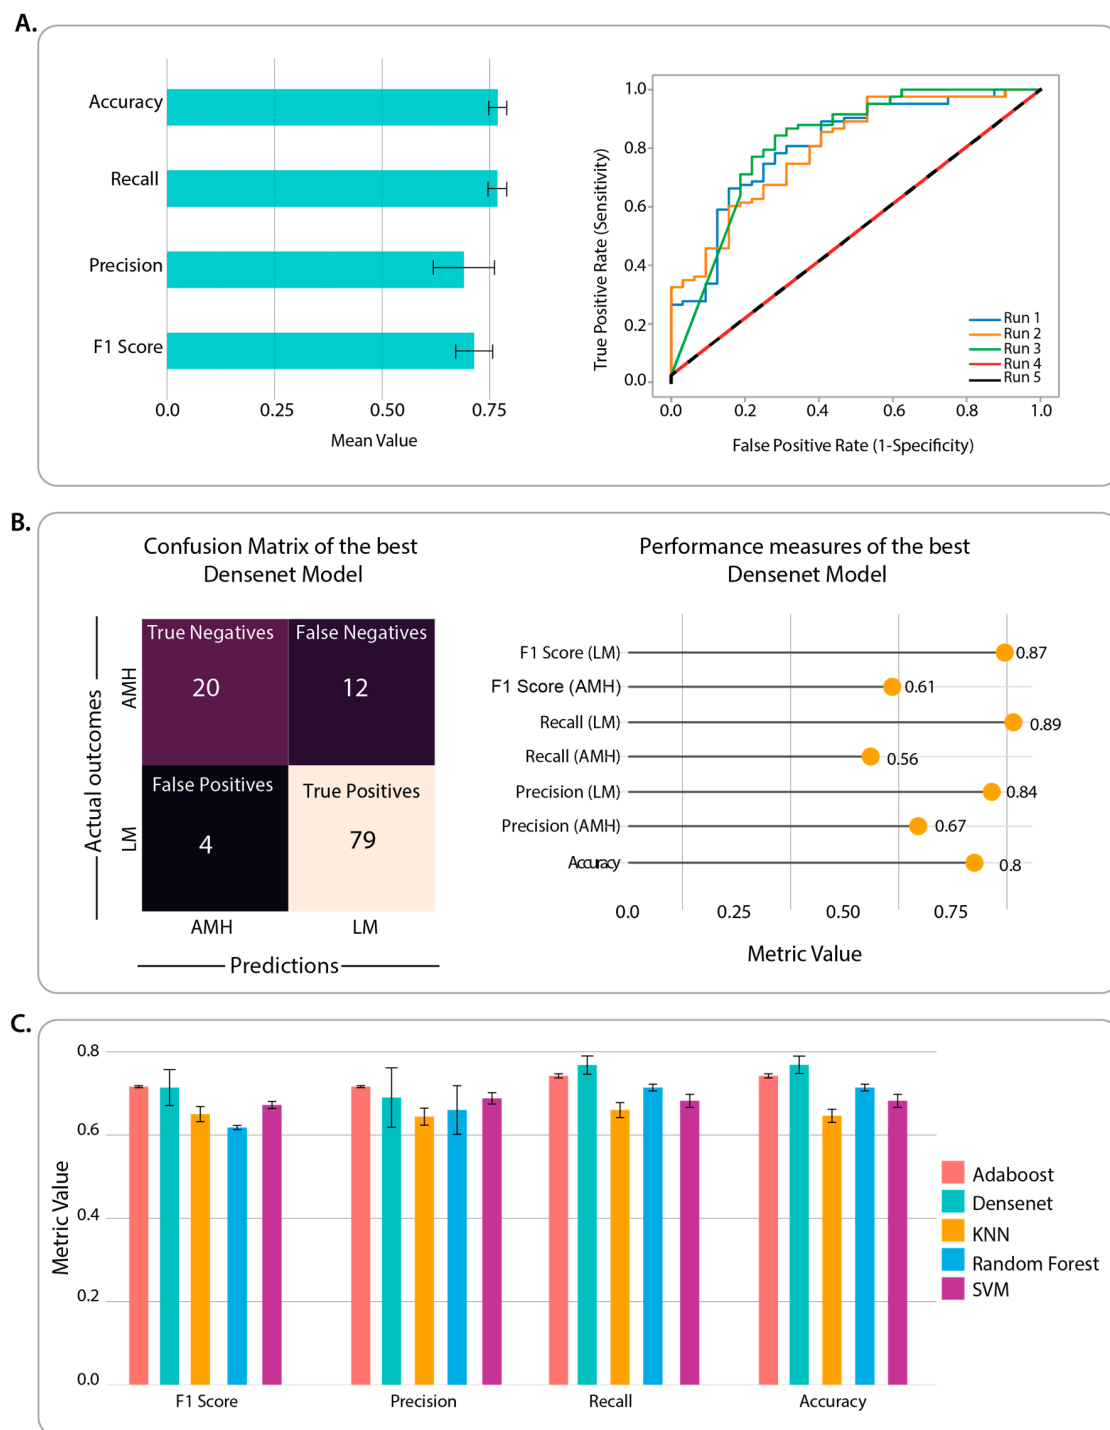 A.
Accuracy
Recall
Precision
F1 Score
0.0 0.25 0.50 0.75
Mean Value
True Positive Rate (Sensitivity)
1.0
0.8
0.6
0.4
0.2
0.0
Run 1
Run 2
Run 3
Run 4
Run 5
0.0 0.2 0.4 0.6 0.8 1.0
False Positive Rate (1-Specificity)
B.
Confusion Matrix of the best
Densenet Model
Actual outcomes
AMH
LM
True Negatives False Negatives
20 12
False Positives True Positives
4 79
AMH LM
Predictions
Performance measures of the best
Densenet Model
F1 Score (LM) 0.87
F1 Score (AMH) 0.61
Recall (LM) 0.89
Recall (AMH) 0.56
Precision (LM) 0.84
Precision (AMH) 0.67
Accuracy 0.8
0.0 0.25 0.50 0.75
Metric Value
C.
Metric Value
0.8
0.6
0.4
0.2
0.0
F1 Score Precision Recall Accuracy
Adaboost
Densenet
KNN
Random Forest
SVM